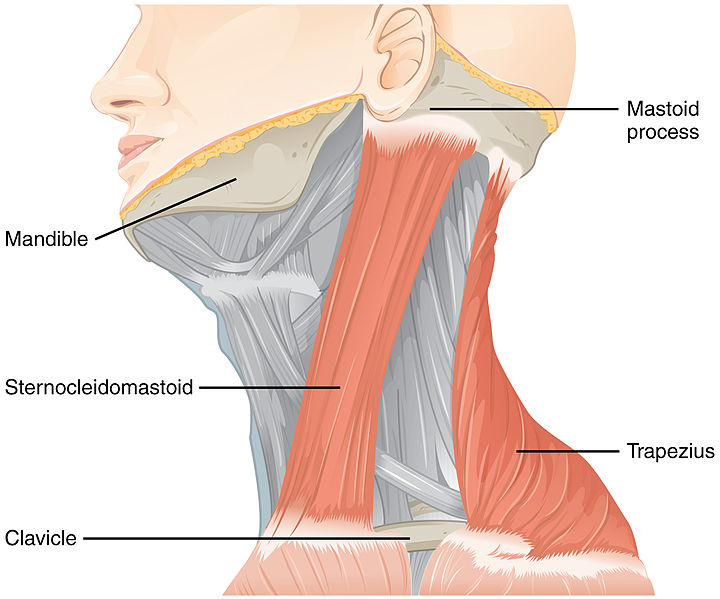 Mastoid
process
Mandible
Sternocleidomastoid
Trapezius
Clavicle